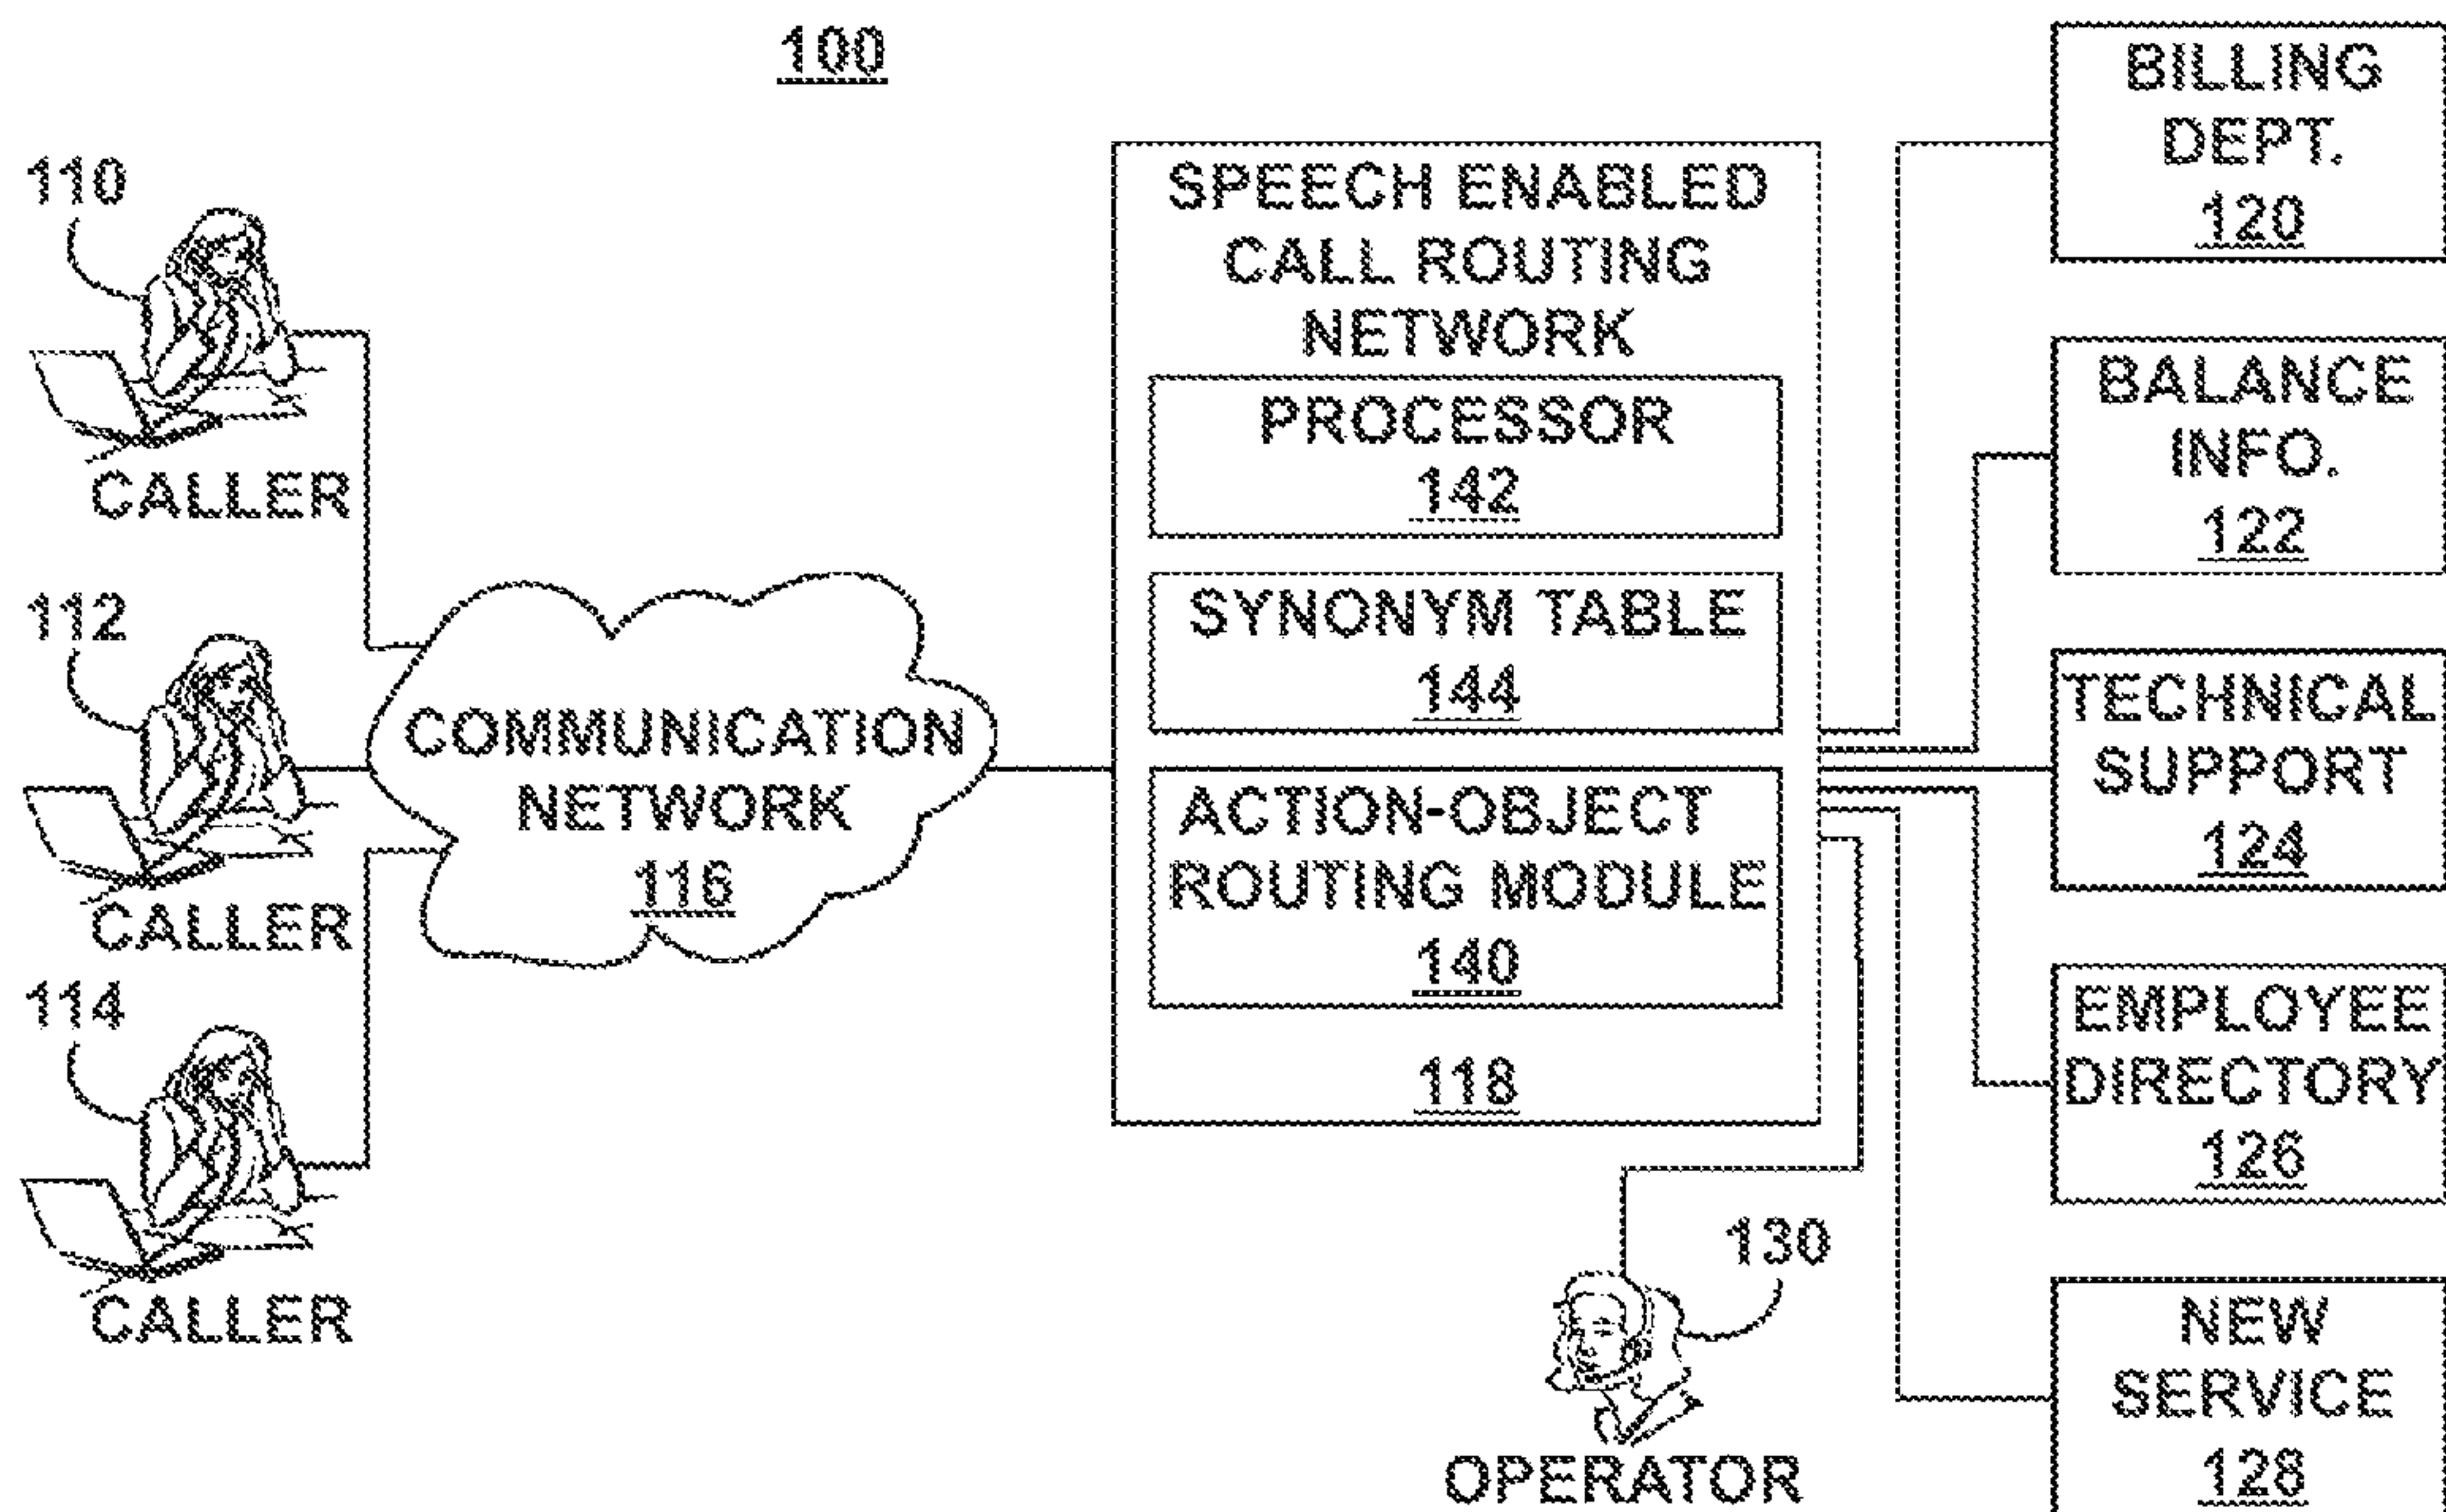 100
110
CALLER
112
CALLER
114
CALLER
COMMUNICATION
NETWORK
116
SPEECH ENABLED
CALL ROUTING
NETWORK
PROCESSOR
142
SYNONYM TABLE
144
ACTION-OBJECT
ROUTING MODULE
140
118
130
OPERATOR
BILLING
DEPT.
120
BALANCE
INFO.
122
TECHNICAL
SUPPORT
124
EMPLOYEE
DIRECTORY
126
NEW
SERVICE
128